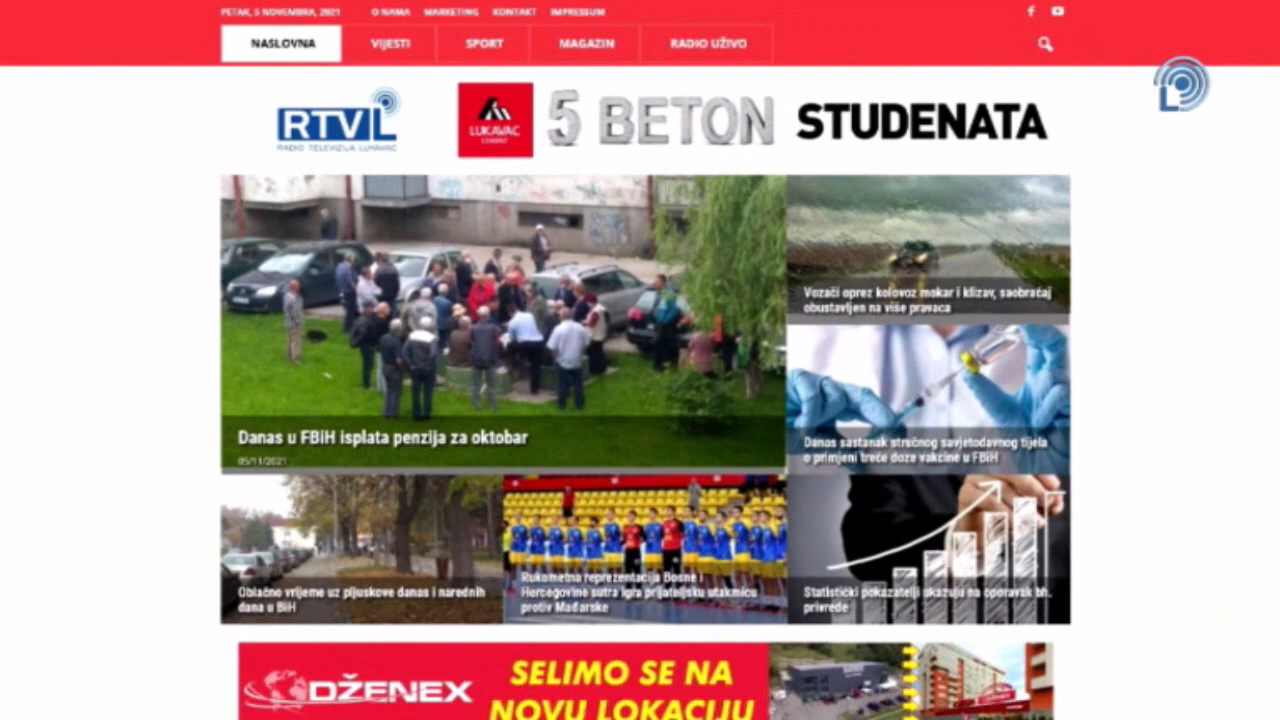 PETAK, 5 NOVEMBRA, 2021 O NAMA MARKETING KONTAKT IMPRESSUM
NASLOVNA VIJESTI SPORT MAGAZIN RADIO UŽIVO
RTVL
RADIO TELEVIZIJA LUKAVAC
LUKAVAC
CEMENT
5 BETON STUDENATA
L
Danas u FBiH isplata penzija za oktobar
05/11/2021
Vozači oprez kolovoz mokar i klizav, saobraćaj
obustavljen na više pravaca
Danas sastanak stručnog savjetodavnog tijela
o primjeni treće doze vakcine u FBiH
Oblačno vrijeme uz pljuskove danas i narednih
dana u BiH
Rukometna reprezentacija Bosne i
Hercegovine sutra igra prijateljsku utakmicu
protiv Mađarske
Statistički pokazatelji ukazuju na oporavak bh.
privrede
DŽENEX
SELIMO SE NA
NOVU LOKACIJU